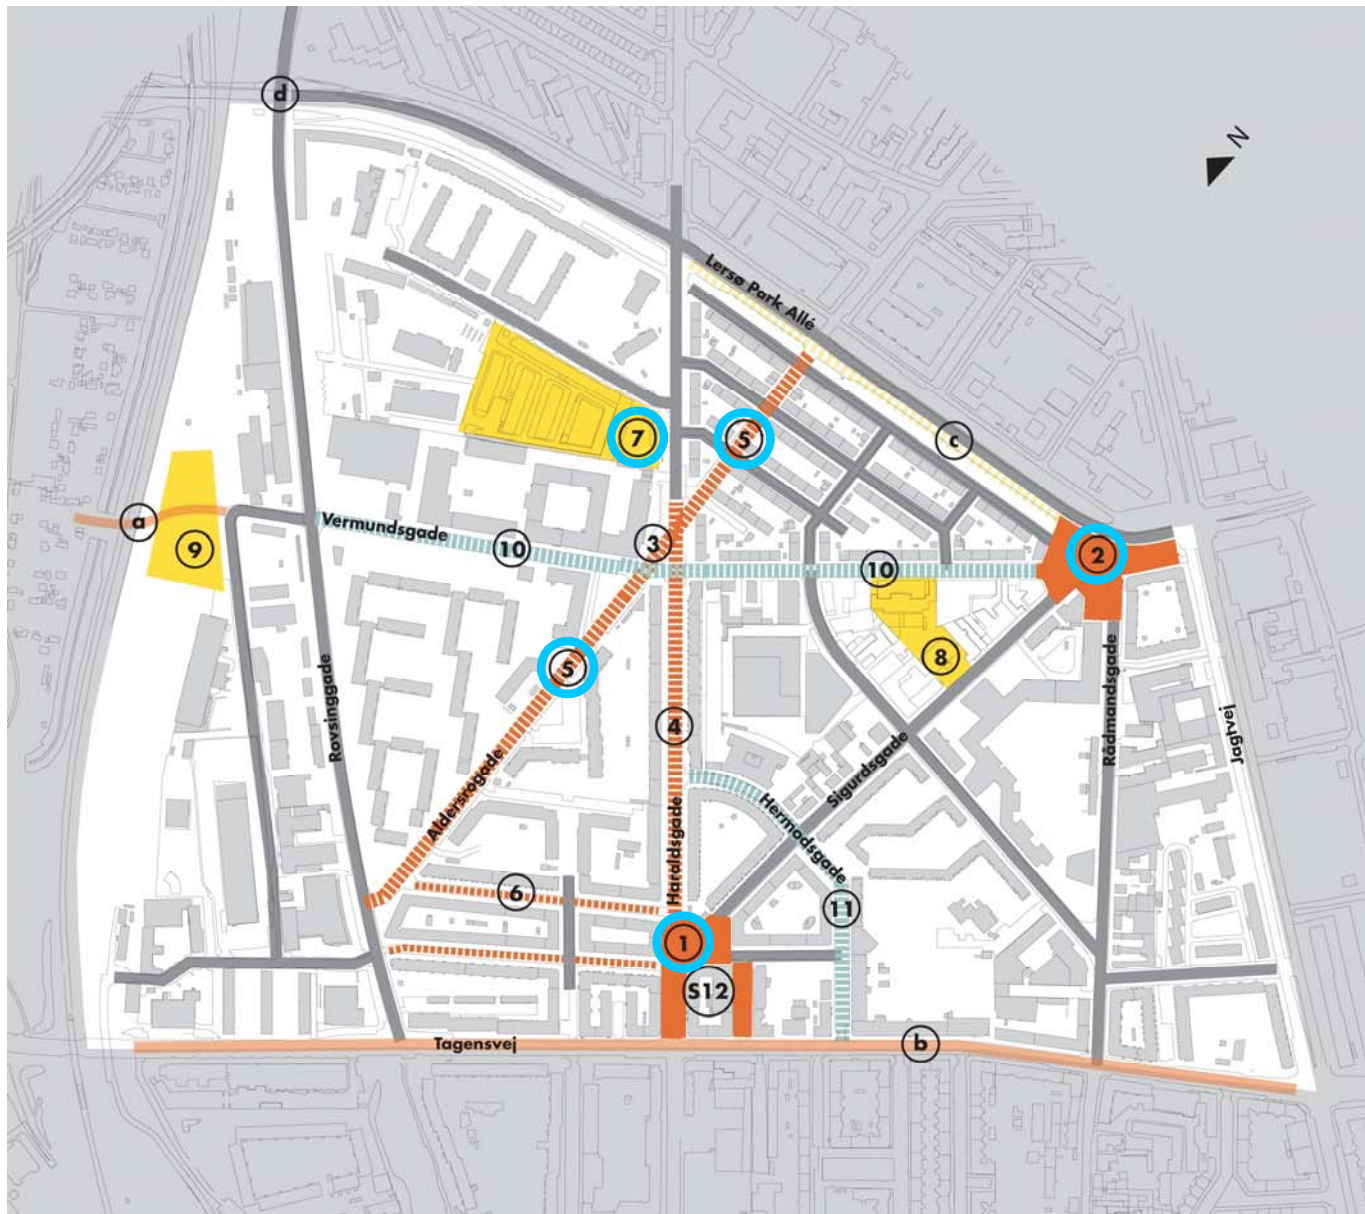 d
N
Lersø Park Allé
7
5
c
a
Vermundsgade
9
10
3
10
2
5
8
4
Rovsinggade
Aldersrogade
Haraldsgade
Hermodsgade
Sigurdsgade
Rådmandsgade
Jagtvej
6
11
1
S12
Tagensvej
b